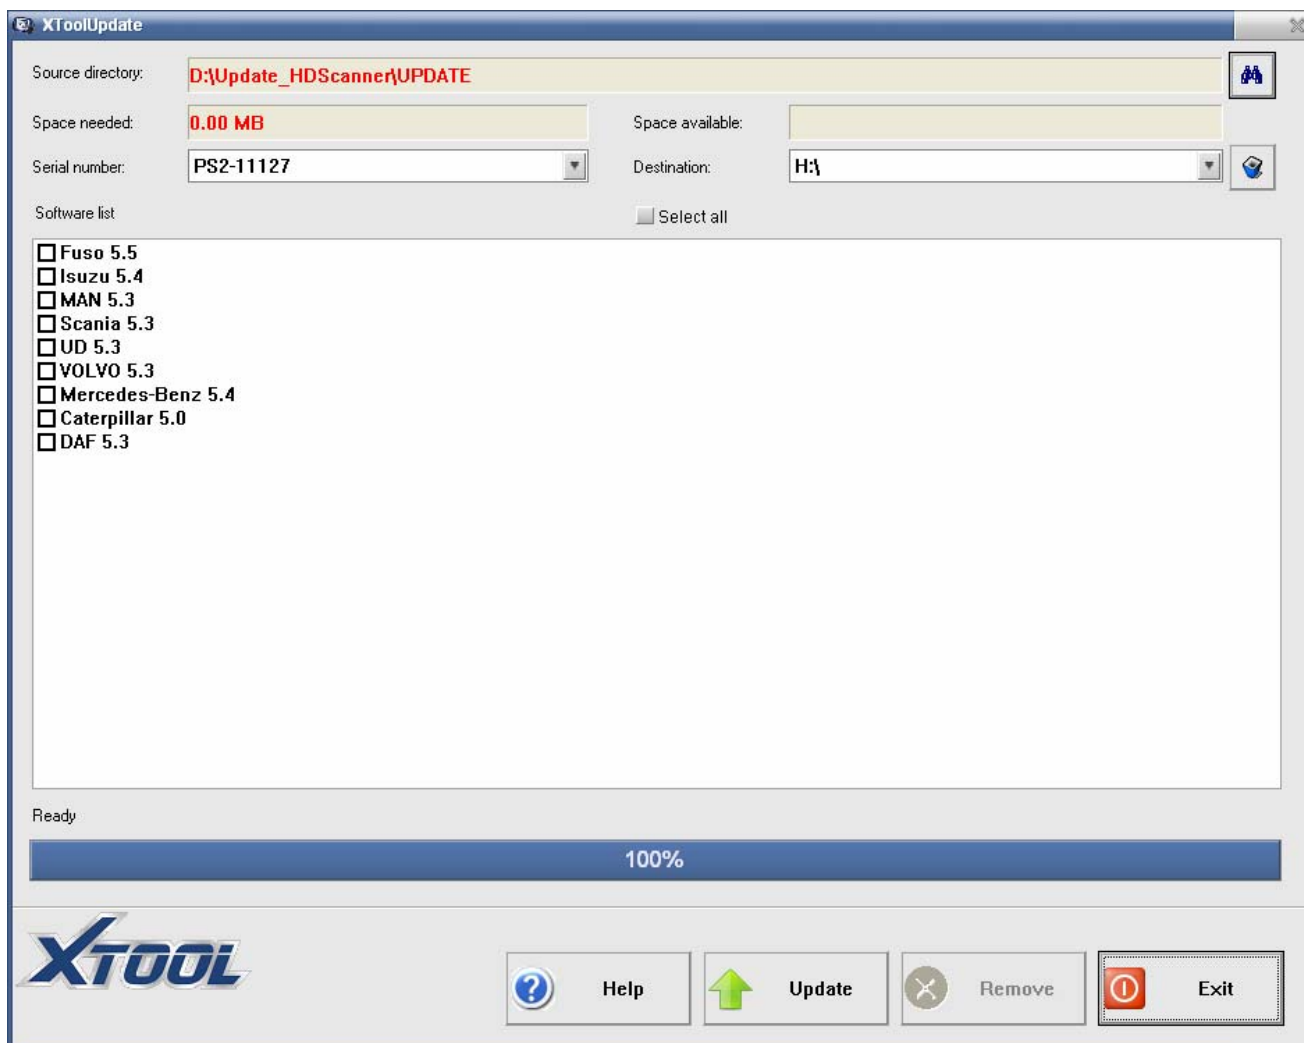 XToolUpdate
Source directory: D:\Update_HDScanner\UPDATE
Space needed: 0.00 MB Space available:
Serial number: PS2-11127 Destination: H:\
Software list Select all
Fuso 5.5
Isuzu 5.4
MAN 5.3
Scania 5.3
UD 5.3
VOLVO 5.3
Mercedes-Benz 5.4
Caterpillar 5.0
DAF 5.3
Ready
100%
XTOOL
Help Update Remove Exit